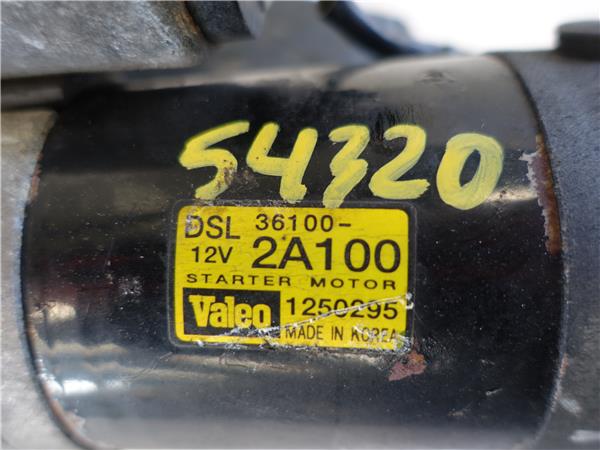 54320
DSL 36100-
12V 2A100
STARTER MOTOR
Valeo 1250295
MADE IN KOREA